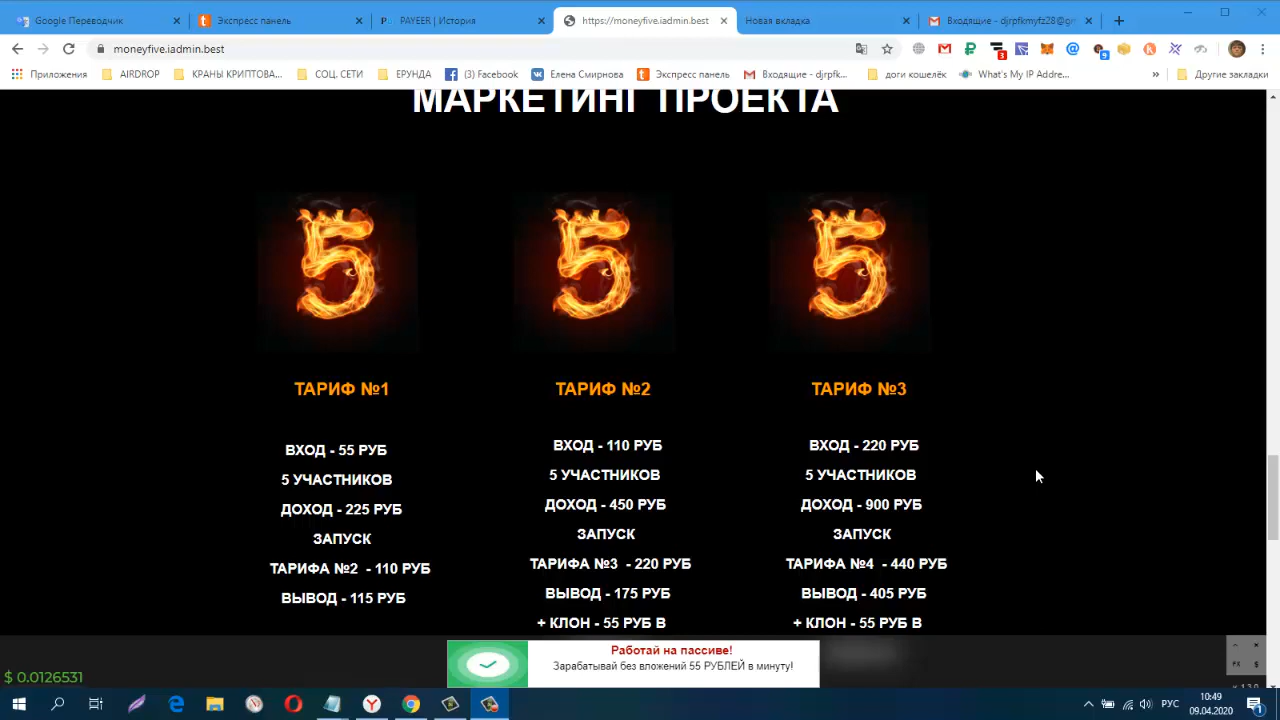 Google Переводчик
Экспресс панель
PAYEER | История
https://moneyfive.iadmin.best
Новая вкладка
Входящие - djrpfkmyfz28@gm
moneyfive.iadmin.best
Приложения
AIRDROP
КРАНЫ КРИПТОВА...
СОЦ. СЕТИ
ЕРУНДА
(3) Facebook
Елена Смирнова
Экспресс панель
Входящие - djrpfk...
доги кошелёк
What's My IP Addre...
»
Другие закладки
МАРКЕТИНГ ПРОЕКТА
ТАРИФ №1
ВХОД - 55 РУБ
5 УЧАСТНИКОВ
ДОХОД - 225 РУБ
ЗАПУСК
ТАРИФА №2 - 110 РУБ
ВЫВОД - 115 РУБ
ТАРИФ №2
ВХОД - 110 РУБ
5 УЧАСТНИКОВ
ДОХОД - 450 РУБ
ЗАПУСК
ТАРИФА №3 - 220 РУБ
ВЫВОД - 175 РУБ
+ КЛОН - 55 РУБ В
ТАРИФ №3
ВХОД - 220 РУБ
5 УЧАСТНИКОВ
ДОХОД - 900 РУБ
ЗАПУСК
ТАРИФА №4 - 440 РУБ
ВЫВОД - 405 РУБ
+ КЛОН - 55 РУБ В
Работай на пассиве!
Зарабатывай без вложений 55 РУБЛЕЙ в минуту!
$ 0.0126531
РУС
10:49
09.04.2020